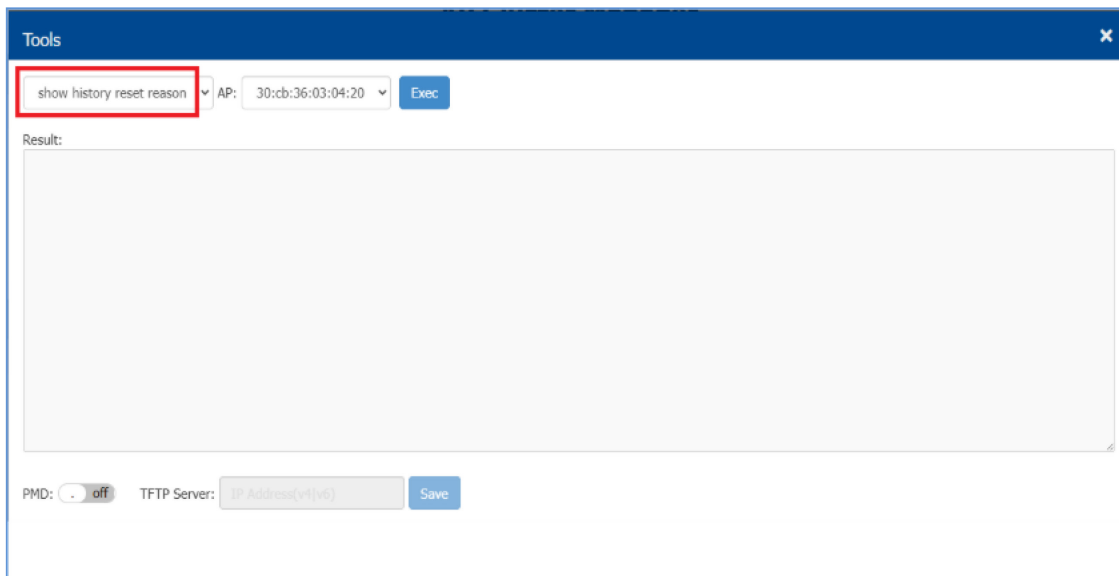 Tools ×
show history reset reason AP: 30:cb:36:03:04:20 Exec
Result:
PMD: off TFTP Server: IP Address(v4|v6) Save